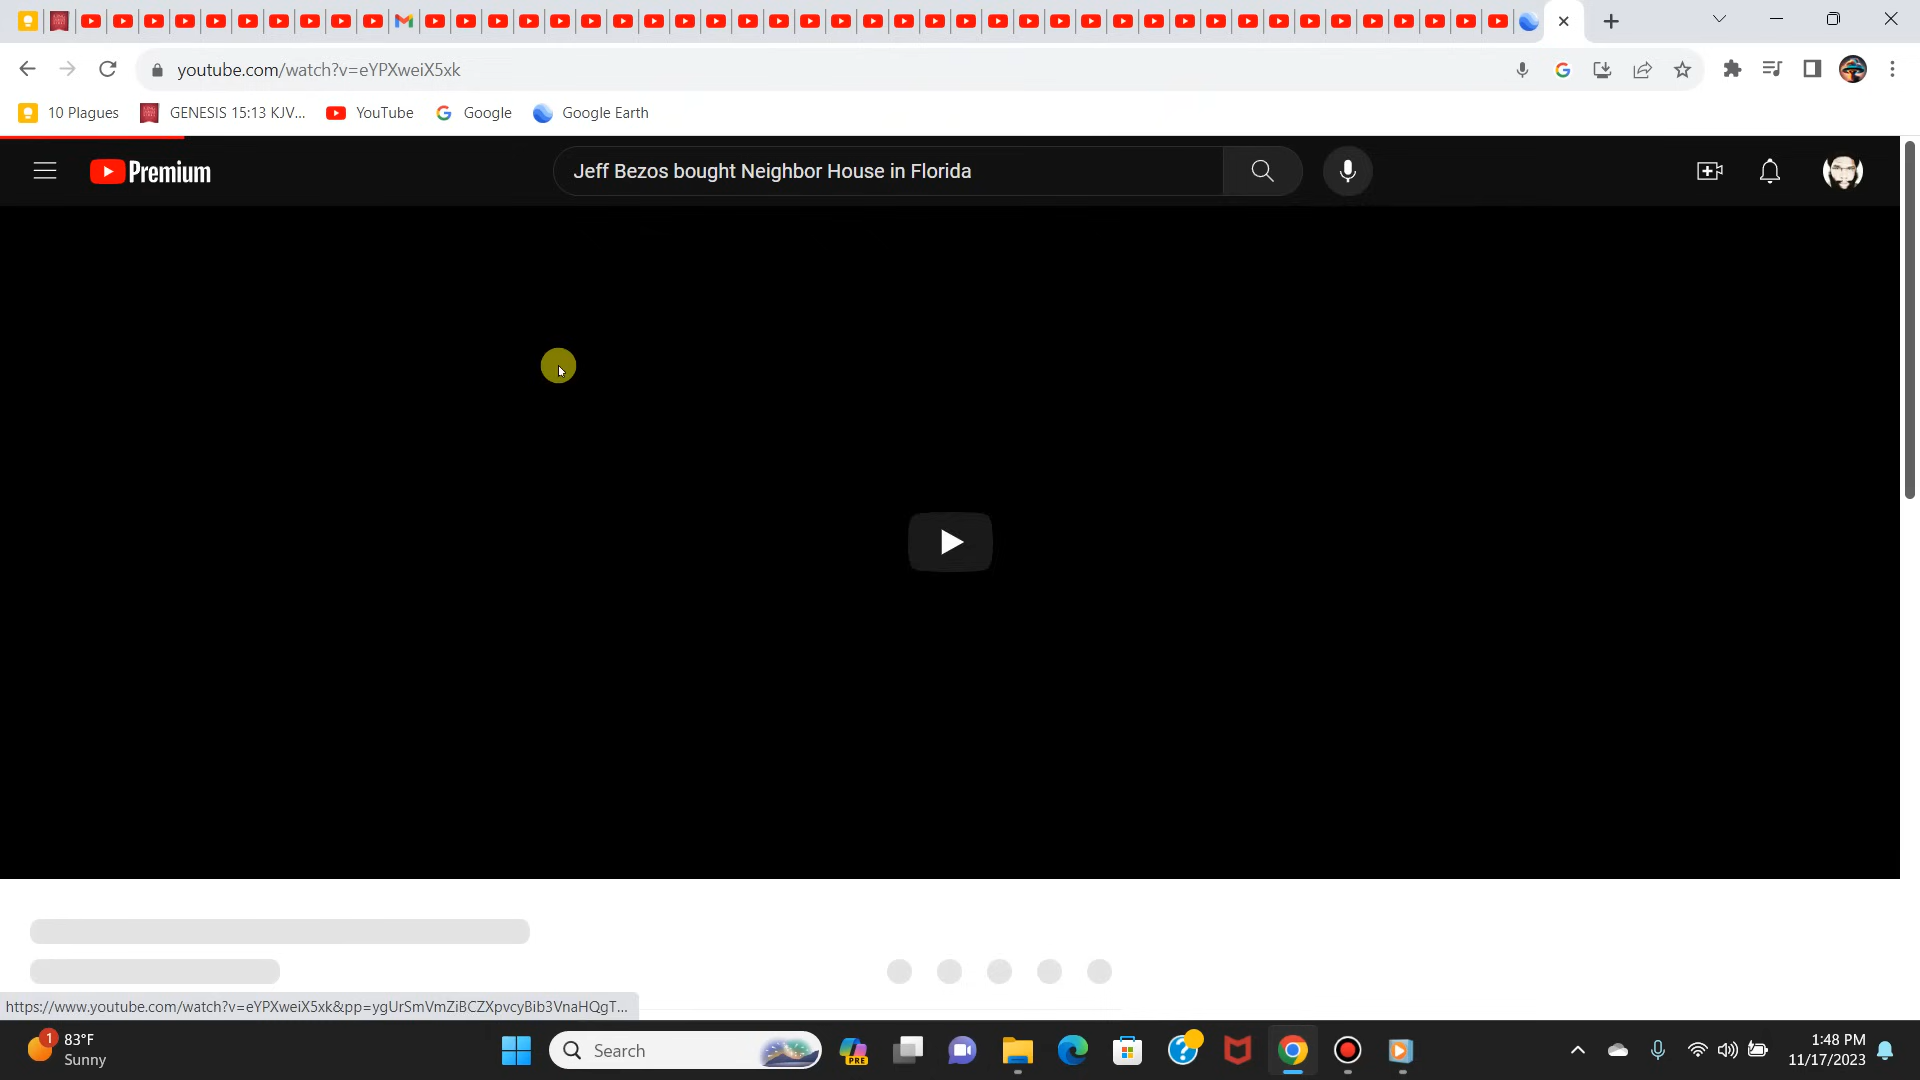 youtube.com/watch?v=eYPXweiX5xk
10 Plagues GENESIS 15:13 KJV... YouTube Google Google Earth
Premium Jeff Bezos bought Neighbor House in Florida
https://www.youtube.com/watch?v=eYPXweiX5xk&pp=ygUrSmVmZiBCZXpvcyBib3VnaHQgT...
1 83°F Search PRE 1:48 PM
Sunny 11/17/2023